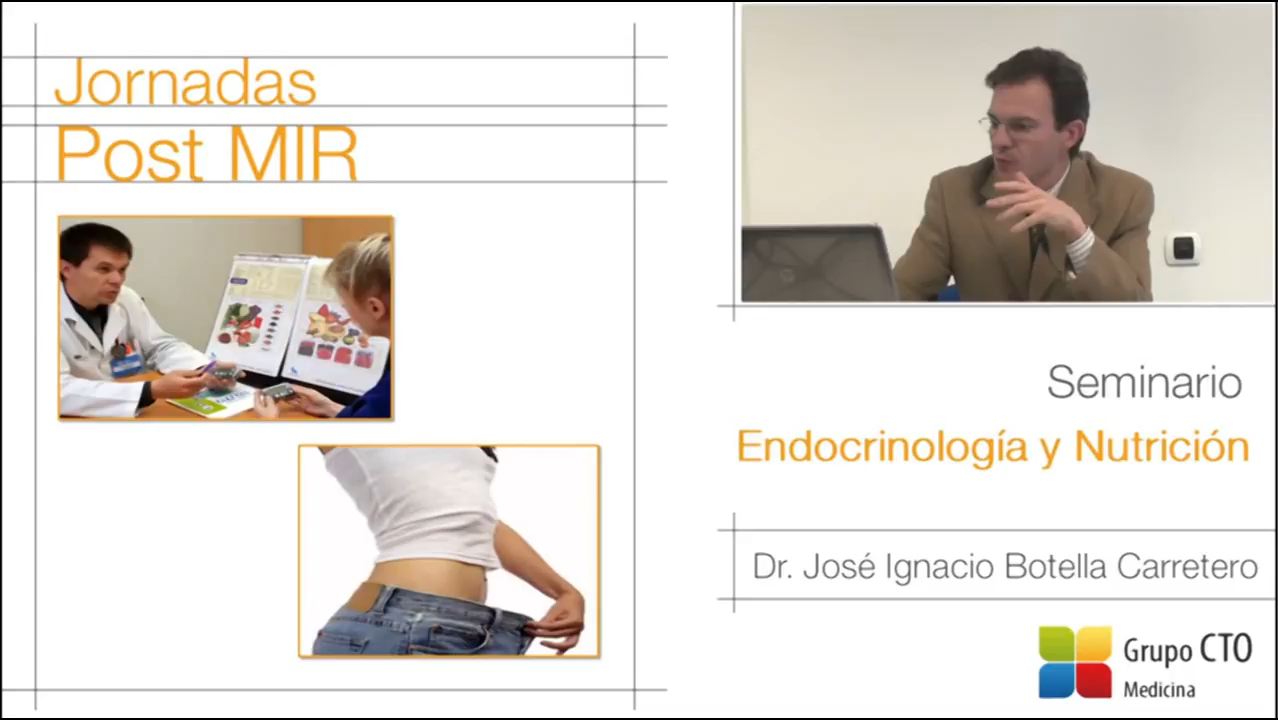 Jornadas
Post MIR
Seminario
Endocrinología y Nutrición
Dr. José Ignacio Botella Carretero
Grupo CTO
Medicina